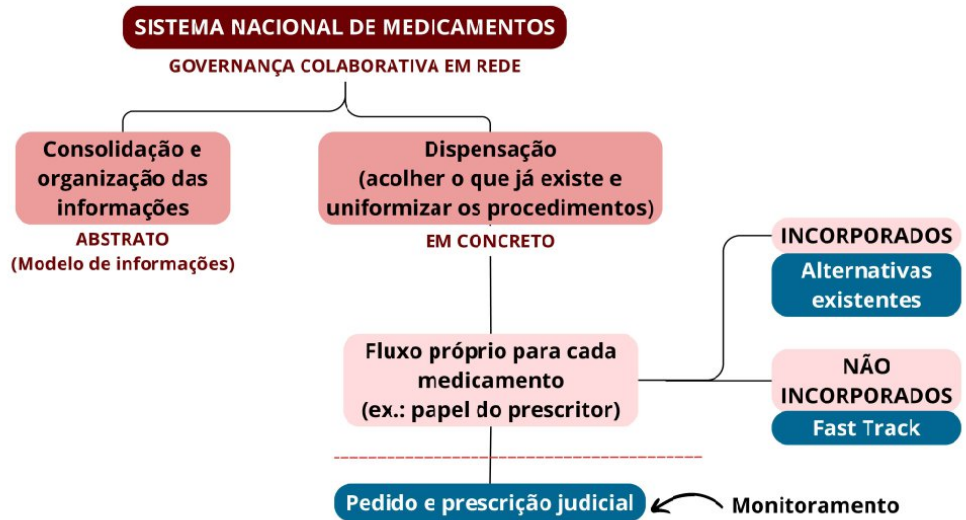 SISTEMA NACIONAL DE MEDICAMENTOS
GOVERNANÇA COLABORATIVA EM REDE
Consolidação e
organização das
informações
ABSTRATO
(Modelo de informações)
Dispensação
(acolher o que já existe e
uniformizar os procedimentos)
EM CONCRETO
INCORPORADOS
Alternativas
existentes
Fluxo próprio para cada
medicamento
(ex.: papel do prescritor)
NÃO
INCORPORADOS
Fast Track
Pedido e prescrição judicial
Monitoramento